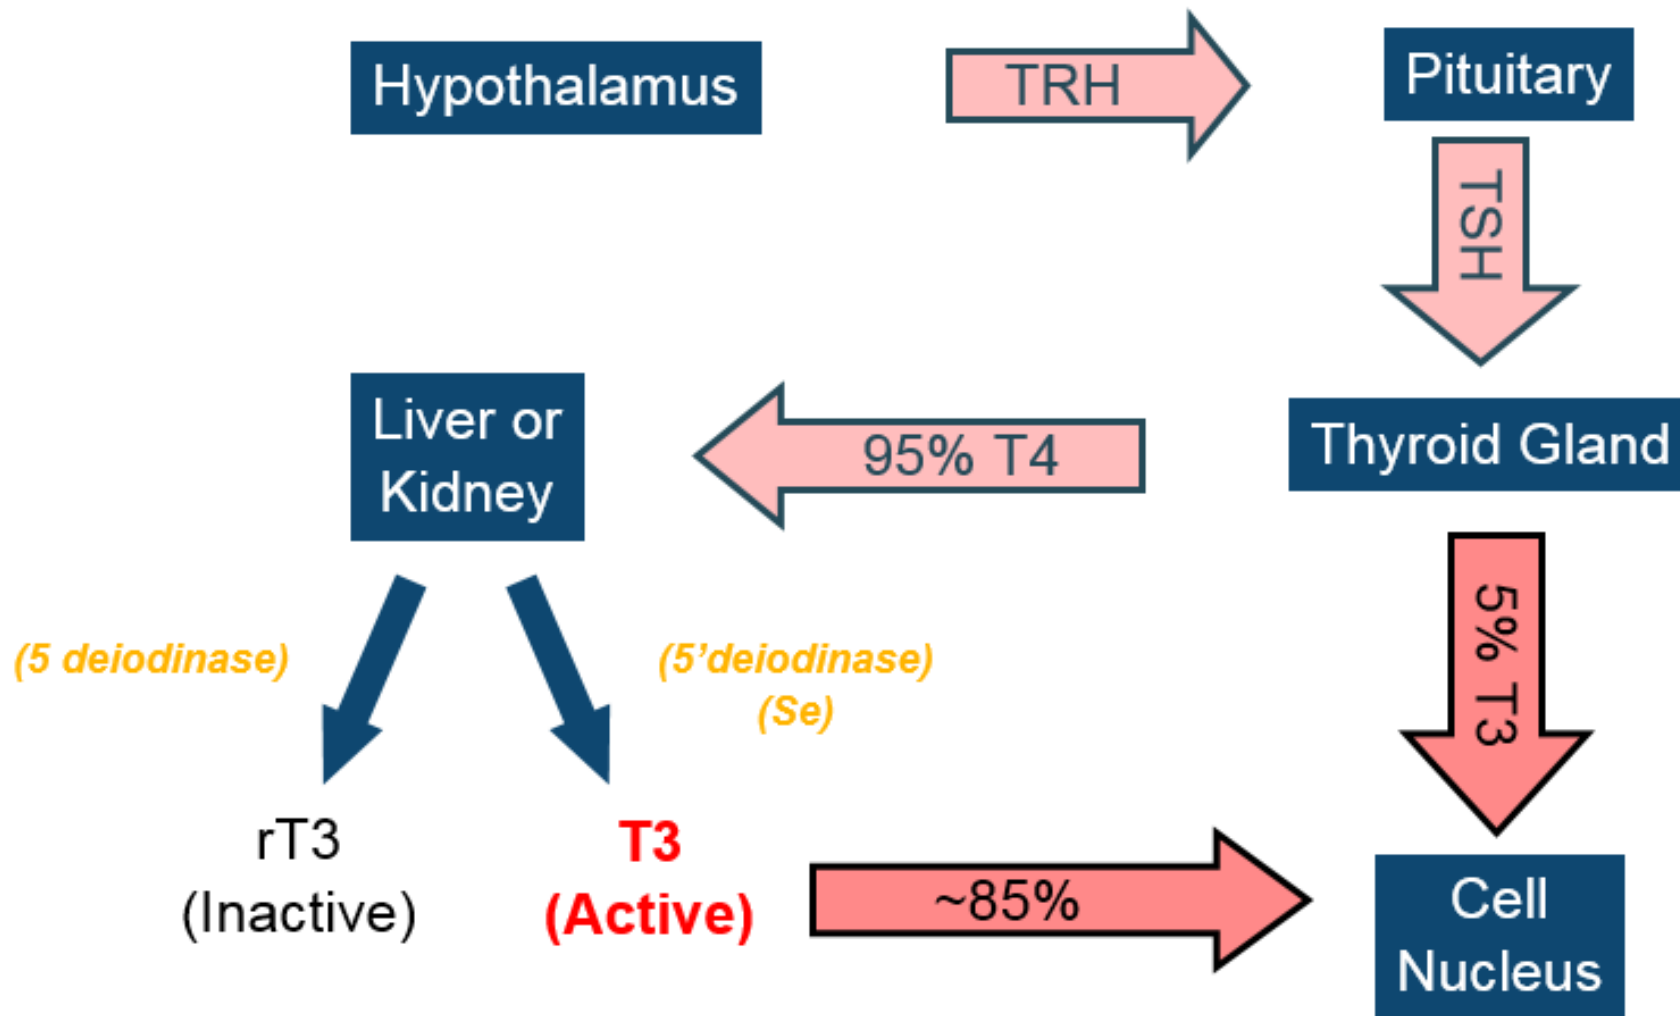 Hypothalamus
TRH
Pituitary
TSH
Liver or
Kidney
95% T4
Thyroid Gland
(5 deiodinase)
(5’deiodinase)
(Se)
5% T3
rT3
(Inactive)
T3
(Active)
~85%
Cell
Nucleus